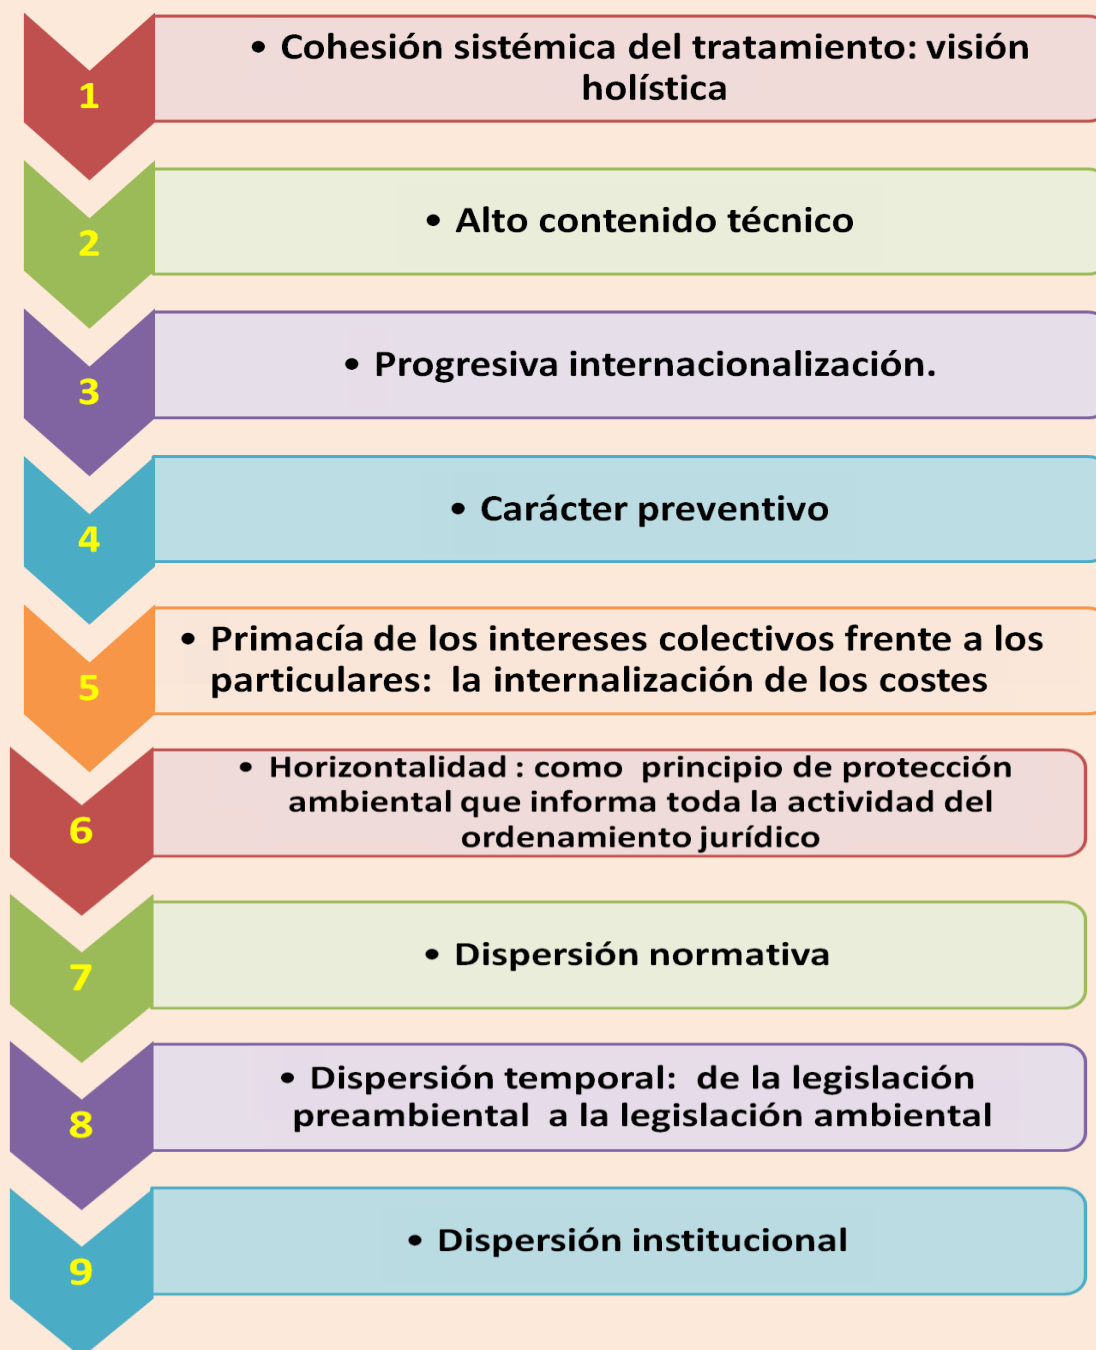 1
• Cohesión sistémica del tratamiento: visión
holística
2
• Alto contenido técnico
3
• Progresiva internacionalización.
4
• Carácter preventivo
5
• Primacía de los intereses colectivos frente a los
particulares: la internalización de los costes
6
• Horizontalidad : como principio de protección
ambiental que informa toda la actividad del
ordenamiento jurídico
7
• Dispersión normativa
8
• Dispersión temporal: de la legislación
preambiental a la legislación ambiental
9
• Dispersión institucional